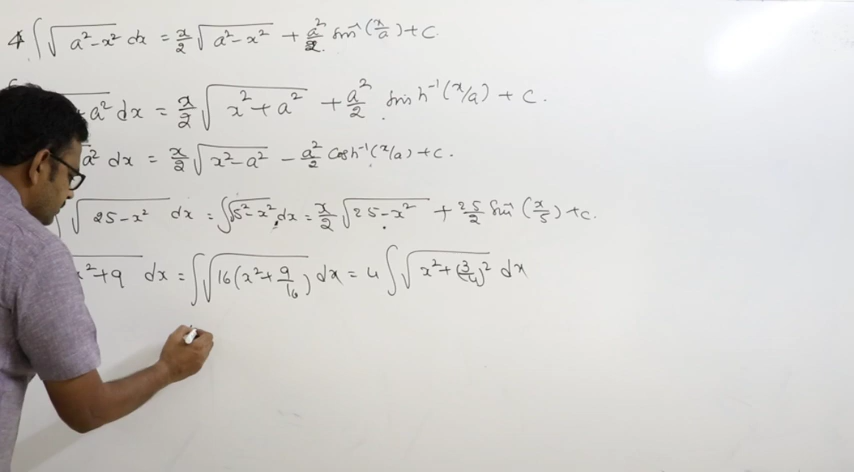 4 ∫ √(a²-x²) dx = x/2 √(a²-x²) + a²/2 sin⁻¹(x/a) + C.
a² dx = x/2 √(x²+a²) + a²/2 sinh⁻¹(x/a) + C.
a² dx = x/2 √(x²-a²) - a²/2 cosh⁻¹(x/a) + C.
√(25-x²) dx = ∫√(5²-x²) dx = x/2 √(25-x²) + 25/2 sin⁻¹(x/5) + C.
x²+9 dx = ∫ √(16(x²+9/16)) dx = 4 ∫ √(x²+(3/4)²) dx